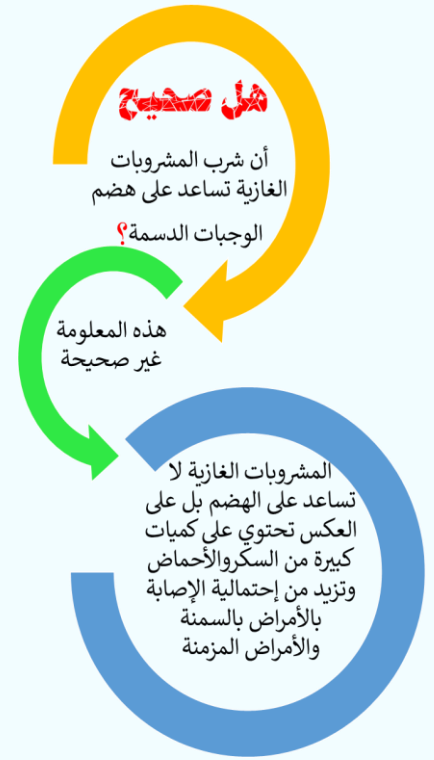 هل صحيح
أن شرب المشروبات
الغازية تساعد على هضم
الوجبات الدسمة؟
هذه المعلومة
غير صحيحة
المشروبات الغازية لا
تساعد على الهضم بل على
العكس تحتوي على كميات
كبيرة من السكروالأحماض
وتزيد من إحتمالية الإصابة
بالأمراض بالسمنة
والأمراض المزمنة